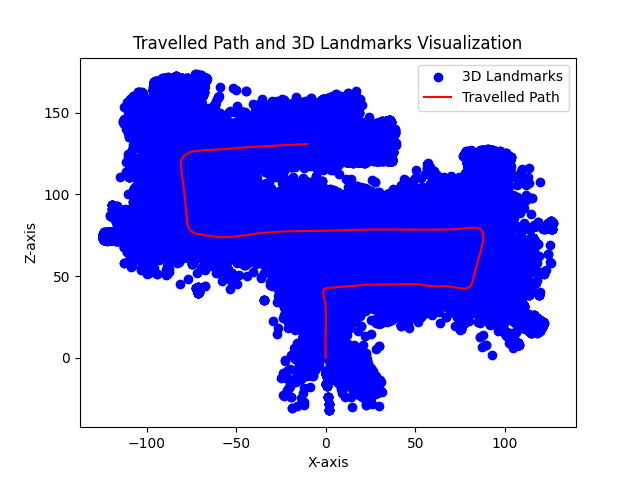 Travelled Path and 3D Landmarks Visualization
3D Landmarks
Travelled Path
150
100
50
0
Z-axis
−100
−50
0
50
100
X-axis